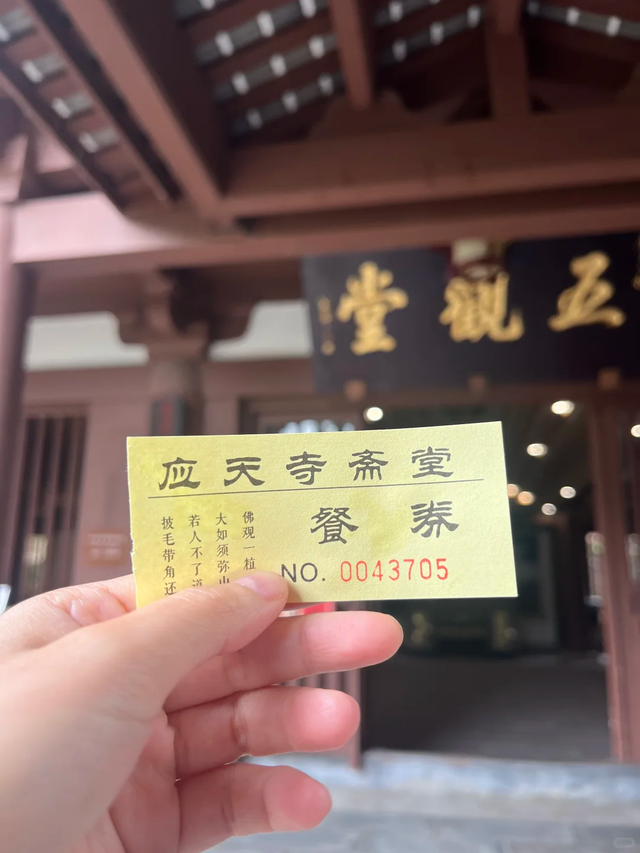 五觀堂
应天寺斋堂
餐券
佛观一粒
大如须弥山
若人不了道
披毛带角还
NO. 0043705